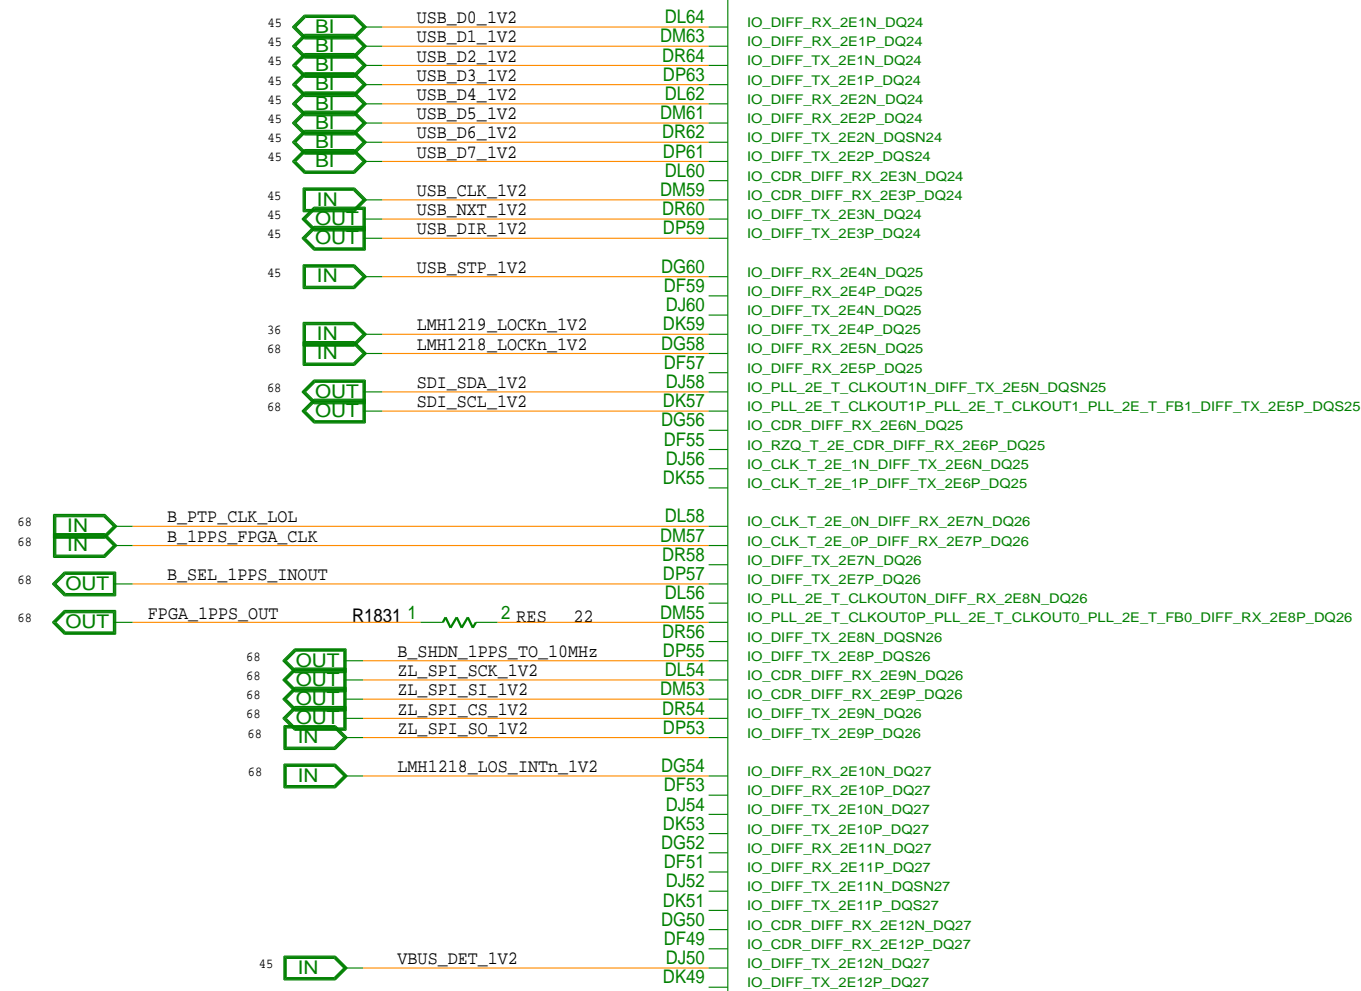 45 BI USB_D0_1V2 DL64 IO_DIFF_RX_2E1N_DQ24
45 BI USB_D1_1V2 DM63 IO_DIFF_RX_2E1P_DQ24
45 BI USB_D2_1V2 DR64 IO_DIFF_TX_2E1N_DQ24
45 BI USB_D3_1V2 DP63 IO_DIFF_TX_2E1P_DQ24
45 BI USB_D4_1V2 DL62 IO_DIFF_RX_2E2N_DQ24
45 BI USB_D5_1V2 DM61 IO_DIFF_RX_2E2P_DQ24
45 BI USB_D6_1V2 DR62 IO_DIFF_TX_2E2N_DQSN24
45 BI USB_D7_1V2 DP61 IO_DIFF_TX_2E2P_DQS24
DL60 IO_CDR_DIFF_RX_2E3N_DQ24
45 IN USB_CLK_1V2 DM59 IO_CDR_DIFF_RX_2E3P_DQ24
45 OUT USB_NXT_1V2 DR60 IO_DIFF_TX_2E3N_DQ24
45 OUT USB_DIR_1V2 DP59 IO_DIFF_TX_2E3P_DQ24
45 IN USB_STP_1V2 DG60 IO_DIFF_RX_2E4N_DQ25
DF59 IO_DIFF_RX_2E4P_DQ25
DJ60 IO_DIFF_TX_2E4N_DQ25
36 IN LMH1219_LOCKn_1V2 DK59 IO_DIFF_TX_2E4P_DQ25
68 IN LMH1218_LOCKn_1V2 DG58 IO_DIFF_RX_2E5N_DQ25
DF57 IO_DIFF_RX_2E5P_DQ25
68 OUT SDI_SDA_1V2 DJ58 IO_PLL_2E_T_CLKOUT1N_DIFF_TX_2E5N_DQSN25
68 OUT SDI_SCL_1V2 DK57 IO_PLL_2E_T_CLKOUT1P_PLL_2E_T_CLKOUT1_PLL_2E_T_FB1_DIFF_TX_2E5P_DQS25
DG56 IO_CDR_DIFF_RX_2E6N_DQ25
DF55 IO_RZQ_T_2E_CDR_DIFF_RX_2E6P_DQ25
DJ56 IO_CLK_T_2E_1N_DIFF_TX_2E6N_DQ25
DK55 IO_CLK_T_2E_1P_DIFF_TX_2E6P_DQ25
68 IN B_PTP_CLK_LOL DL58 IO_CLK_T_2E_0N_DIFF_RX_2E7N_DQ26
68 IN B_1PPS_FPGA_CLK DM57 IO_CLK_T_2E_0P_DIFF_RX_2E7P_DQ26
DR58 IO_DIFF_TX_2E7N_DQ26
68 OUT B_SEL_1PPS_INOUT DP57 IO_DIFF_TX_2E7P_DQ26
DL56 IO_PLL_2E_T_CLKOUT0N_DIFF_RX_2E8N_DQ26
68 OUT FPGA_1PPS_OUT R1831 1 2 RES 22 DM55 IO_PLL_2E_T_CLKOUT0P_PLL_2E_T_CLKOUT0_PLL_2E_T_FB0_DIFF_RX_2E8P_DQ26
DR56 IO_DIFF_TX_2E8N_DQSN26
68 OUT B_SHDN_1PPS_TO_10MHz DP55 IO_DIFF_TX_2E8P_DQS26
68 OUT ZL_SPI_SCK_1V2 DL54 IO_CDR_DIFF_RX_2E9N_DQ26
68 OUT ZL_SPI_SI_1V2 DM53 IO_CDR_DIFF_RX_2E9P_DQ26
68 OUT ZL_SPI_CS_1V2 DR54 IO_DIFF_TX_2E9N_DQ26
68 IN ZL_SPI_SO_1V2 DP53 IO_DIFF_TX_2E9P_DQ26
68 IN LMH1218_LOS_INTn_1V2 DG54 IO_DIFF_RX_2E10N_DQ27
DF53 IO_DIFF_RX_2E10P_DQ27
DJ54 IO_DIFF_TX_2E10N_DQ27
DK53 IO_DIFF_TX_2E10P_DQ27
DG52 IO_DIFF_RX_2E11N_DQ27
DF51 IO_DIFF_RX_2E11P_DQ27
DJ52 IO_DIFF_TX_2E11N_DQSN27
DK51 IO_DIFF_TX_2E11P_DQS27
DG50 IO_CDR_DIFF_RX_2E12N_DQ27
DF49 IO_CDR_DIFF_RX_2E12P_DQ27
45 IN VBUS_DET_1V2 DJ50 IO_DIFF_TX_2E12N_DQ27
DK49 IO_DIFF_TX_2E12P_DQ27